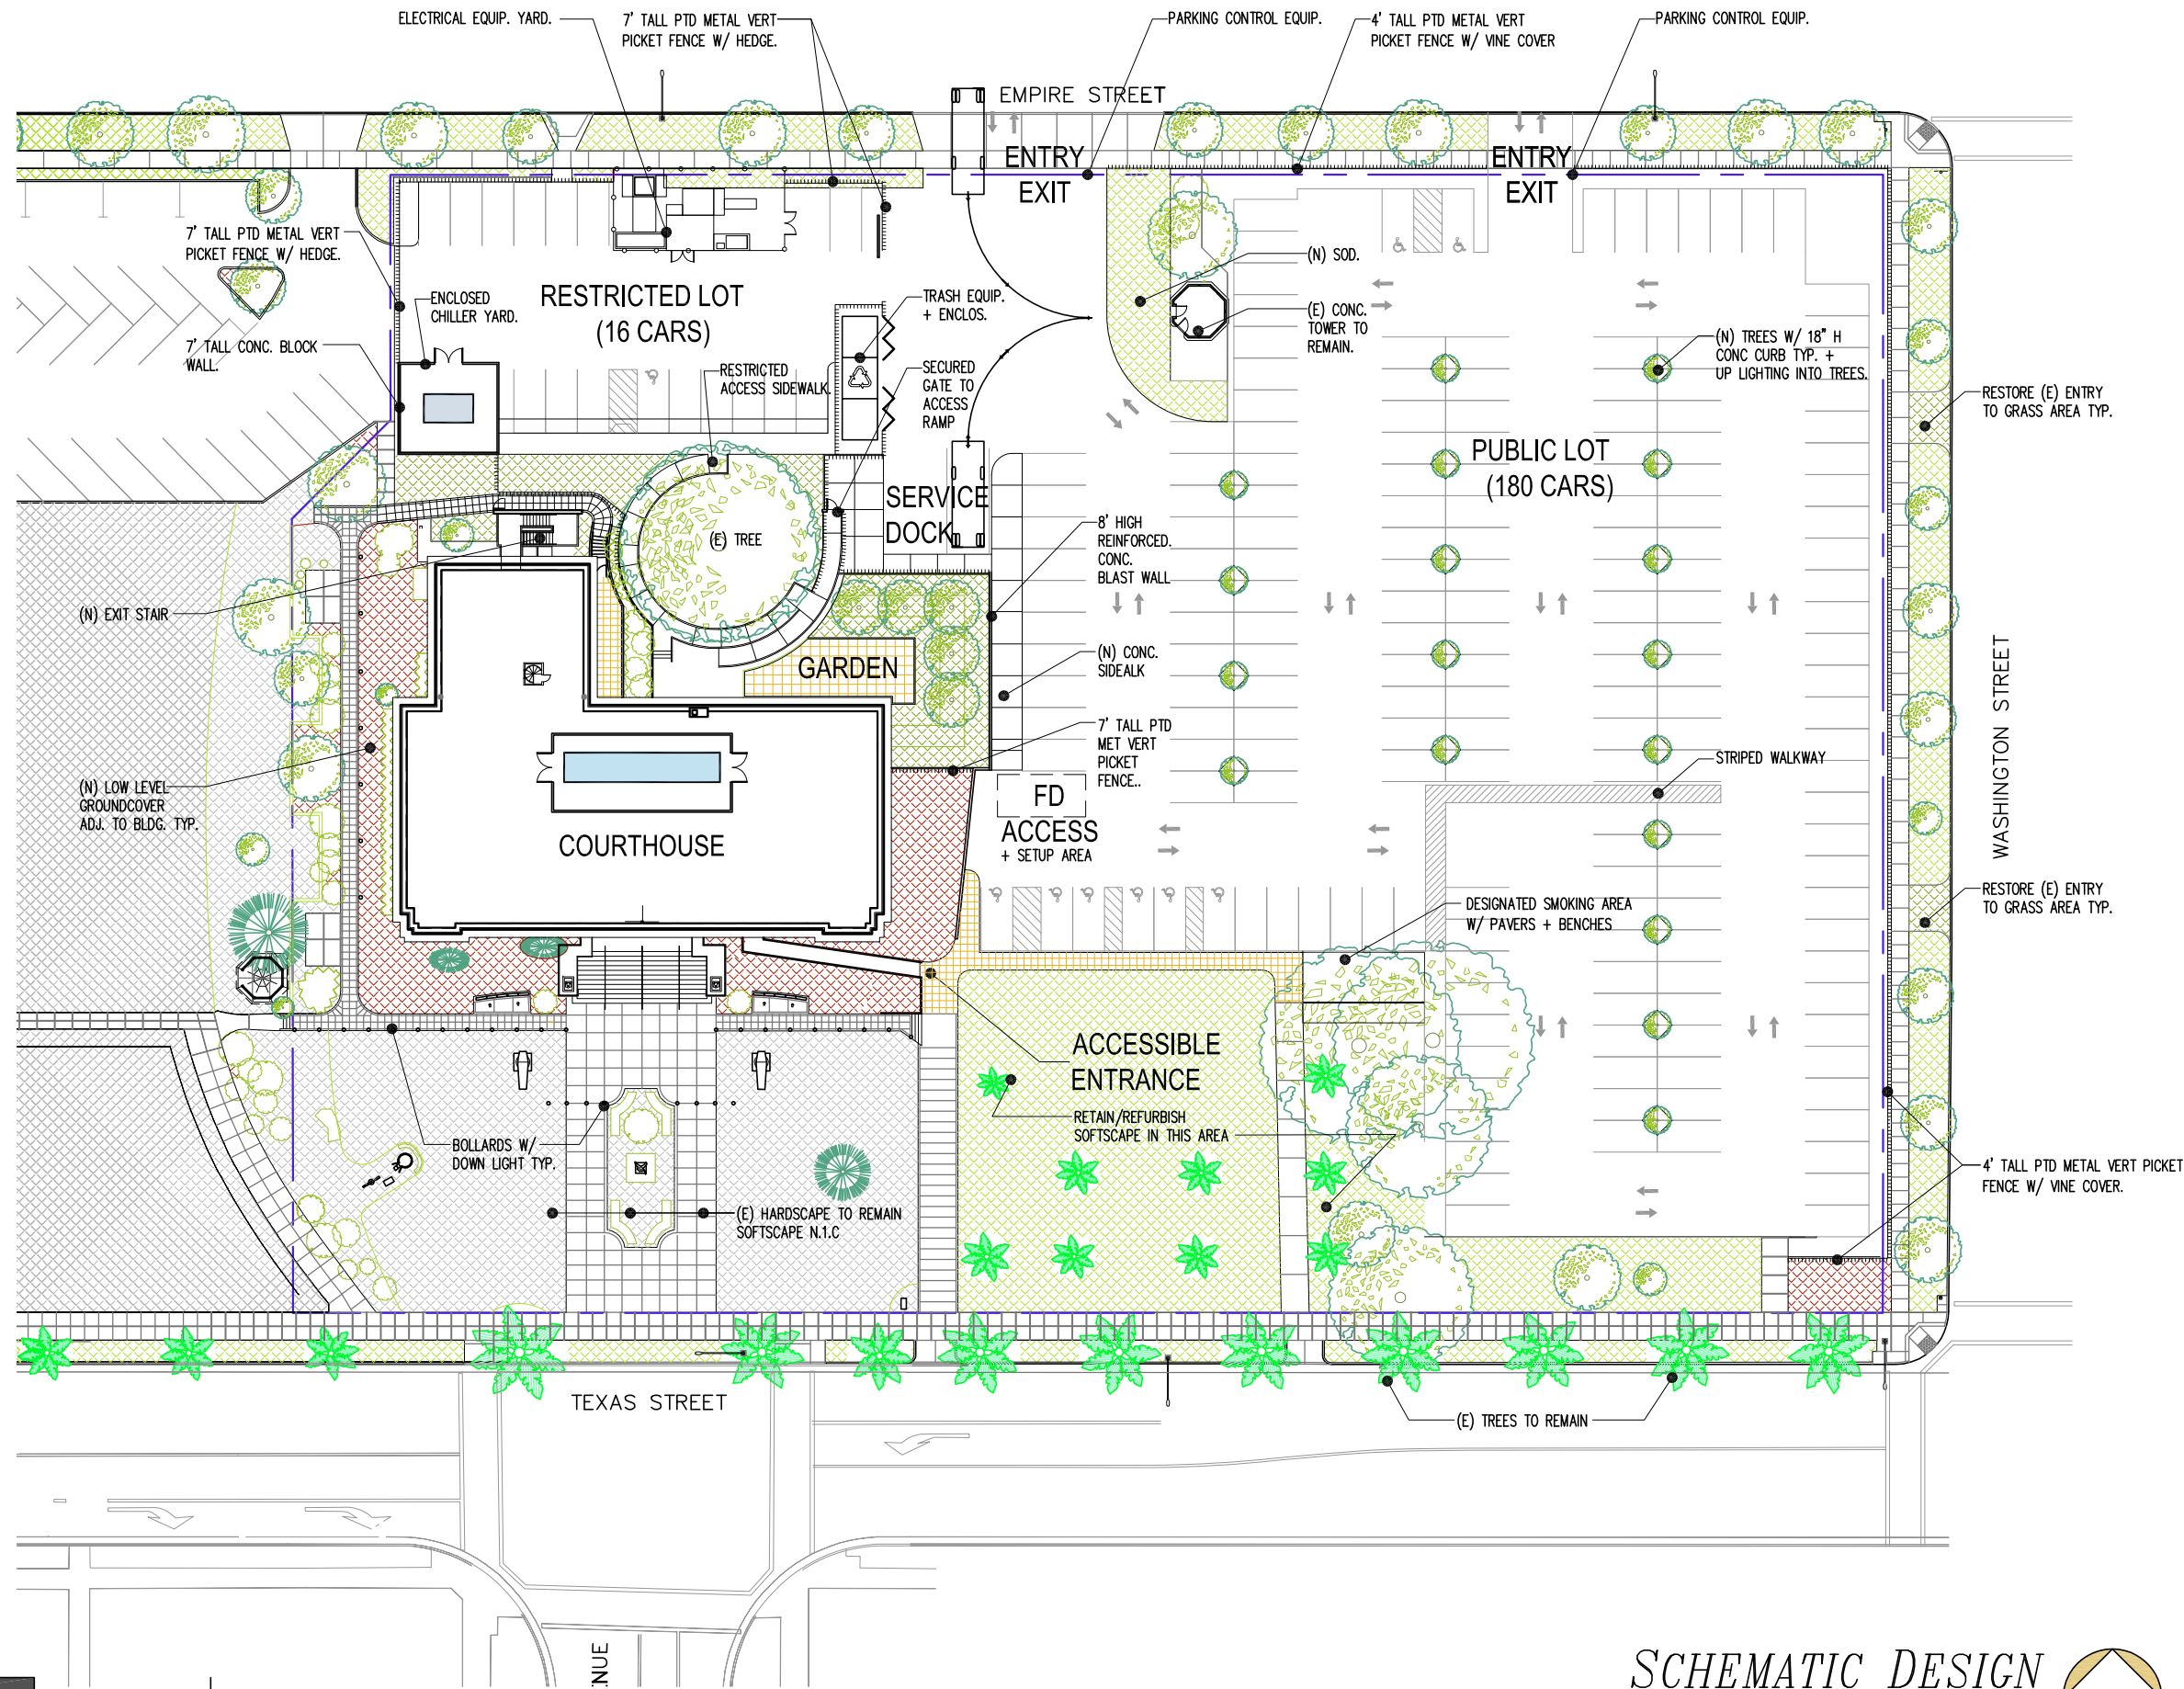 ELECTRICAL EQUIP. YARD.
7' TALL PTD METAL VERT
PICKET FENCE W/ HEDGE.
PARKING CONTROL EQUIP.
4' TALL PTD METAL VERT
PICKET FENCE W/ VINE COVER
PARKING CONTROL EQUIP.
EMPIRE STREET
ENTRY
EXIT
ENTRY
EXIT
7' TALL PTD METAL VERT
PICKET FENCE W/ HEDGE.
ENCLOSED
CHILLER YARD.
7' TALL CONC. BLOCK
WALL.
RESTRICTED LOT
(16 CARS)
TRASH EQUIP.
+ ENCLOS.
RESTRICTED
ACCESS SIDEWALK.
SECURED
GATE TO
ACCESS
RAMP
(N) SOD.
(E) CONC.
TOWER TO
REMAIN.
(N) TREES W/ 18" H
CONC CURB TYP. +
UP LIGHTING INTO TREES.
RESTORE (E) ENTRY
TO GRASS AREA TYP.
PUBLIC LOT
(180 CARS)
SERVICE
DOCK
(E) TREE
8' HIGH
REINFORCED.
CONC.
BLAST WALL
(N) EXIT STAIR
GARDEN
(N) CONC.
SIDEALK
WASHINGTON STREET
7' TALL PTD
MET VERT
PICKET
FENCE..
STRIPED WALKWAY
(N) LOW LEVEL
GROUNDCOVER
ADJ. TO BLDG. TYP.
FD
ACCESS
+ SETUP AREA
COURTHOUSE
DESIGNATED SMOKING AREA
W/ PAVERS + BENCHES
RESTORE (E) ENTRY
TO GRASS AREA TYP.
ACCESSIBLE
ENTRANCE
RETAIN/REFURBISH
SOFTSCAPE IN THIS AREA
BOLLARDS W/
DOWN LIGHT TYP.
4' TALL PTD METAL VERT PICKET
FENCE W/ VINE COVER.
(E) HARDSCAPE TO REMAIN
SOFTSCAPE N.1.C
TEXAS STREET
(E) TREES TO REMAIN
ENUE
SCHEMATIC DESIGN